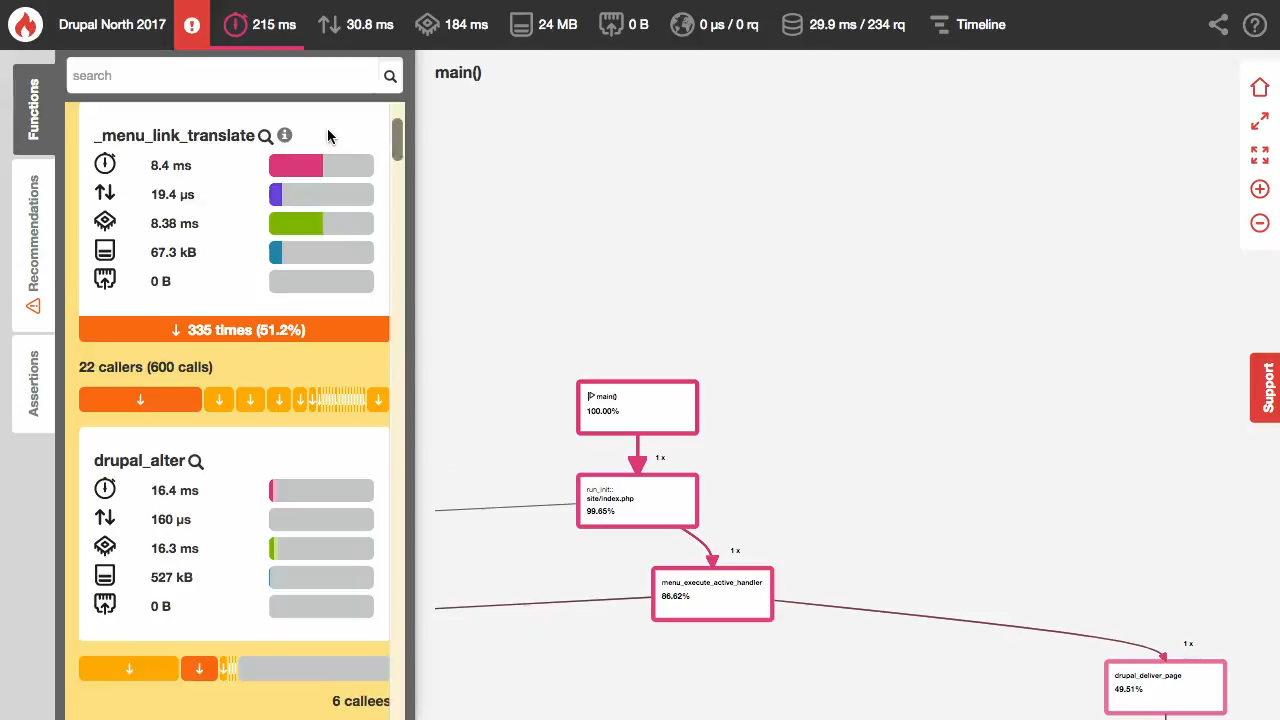 Drupal North 2017
215 ms
30.8 ms
184 ms
24 MB
0 B
0 µs / 0 rq
29.9 ms / 234 rq
Timeline
Functions
Recommendations
Assertions
search
_menu_link_translate
8.4 ms
19.4 µs
8.38 ms
67.3 kB
0 B
↓ 335 times (51.2%)
22 callers (600 calls)
drupal_alter
16.4 ms
160 µs
16.3 ms
527 kB
0 B
6 callees
main()
main()
100.00%
1 x
run_init::
site/index.php
99.65%
1 x
menu_execute_active_handler
86.62%
1 x
drupal_deliver_page
49.51%
Support